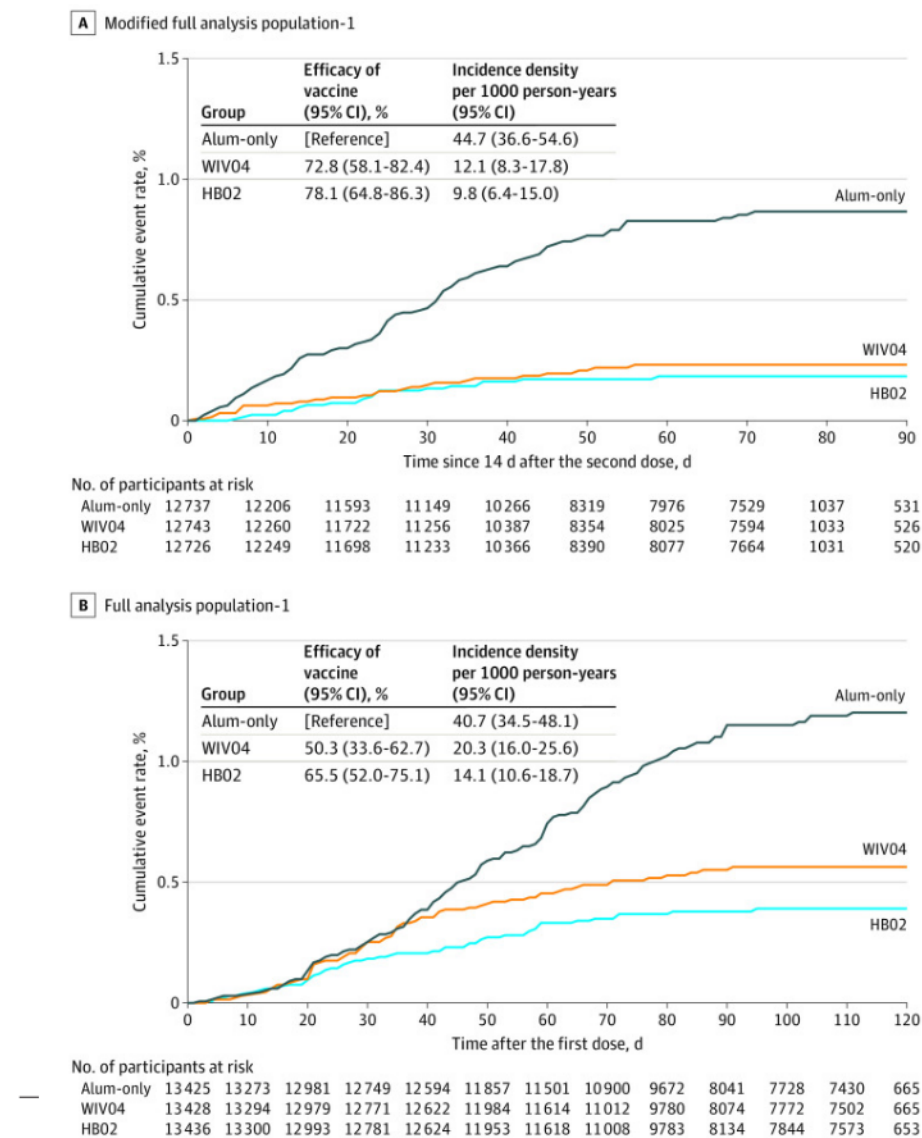 A Modified full analysis population-1
1.5
Efficacy of Incidence density
vaccine per 1000 person-years
Group (95% CI), % (95% CI)
Alum-only [Reference] 44.7 (36.6-54.6)
WIV04 72.8 (58.1-82.4) 12.1 (8.3-17.8)
HB02 78.1 (64.8-86.3) 9.8 (6.4-15.0)
1.0
Alum-only
Cumulative event rate, %
0.5
WIV04
HB02
0
0 10 20 30 40 50 60 70 80 90
Time since 14 d after the second dose, d
No. of participants at risk
Alum-only 12737 12206 11593 11149 10266 8319 7976 7529 1037 531
WIV04 12743 12260 11722 11256 10387 8354 8025 7594 1033 526
HB02 12726 12249 11698 11233 10366 8390 8077 7664 1031 520
B Full analysis population-1
1.5
Efficacy of Incidence density
vaccine per 1000 person-years
Group (95% CI), % (95% CI)
Alum-only [Reference] 40.7 (34.5-48.1)
WIV04 50.3 (33.6-62.7) 20.3 (16.0-25.6)
HB02 65.5 (52.0-75.1) 14.1 (10.6-18.7)
Alum-only
1.0
Cumulative event rate, %
WIV04
0.5
HB02
0
0 10 20 30 40 50 60 70 80 90 100 110 120
Time after the first dose, d
No. of participants at risk
Alum-only 13425 13273 12981 12749 12594 11857 11501 10900 9672 8041 7728 7430 665
WIV04 13428 13294 12979 12771 12622 11984 11614 11012 9780 8074 7772 7502 665
HB02 13436 13300 12993 12781 12624 11953 11618 11008 9783 8134 7844 7573 653